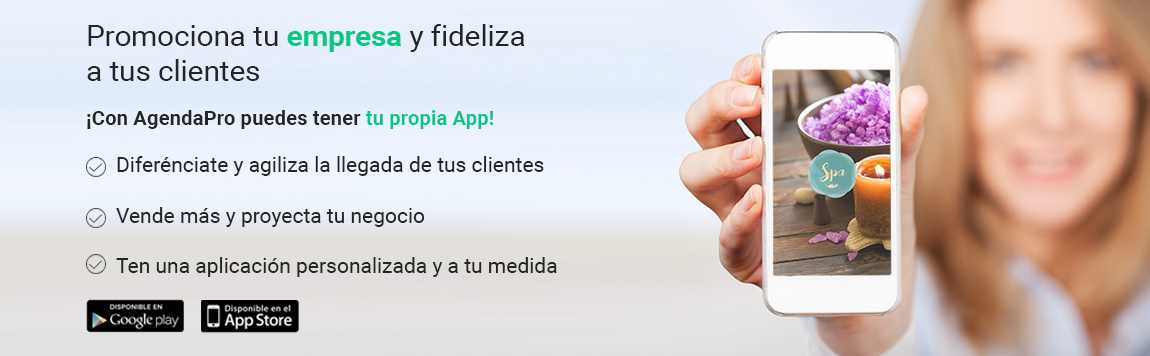 Promociona tu empresa y fideliza
a tus clientes
¡Con AgendaPro puedes tener tu propia App!
Diferénciate y agiliza la llegada de tus clientes
Vende más y proyecta tu negocio
Ten una aplicación personalizada y a tu medida
DISPONIBLE EN
Google play
Disponible en el
App Store
Spa